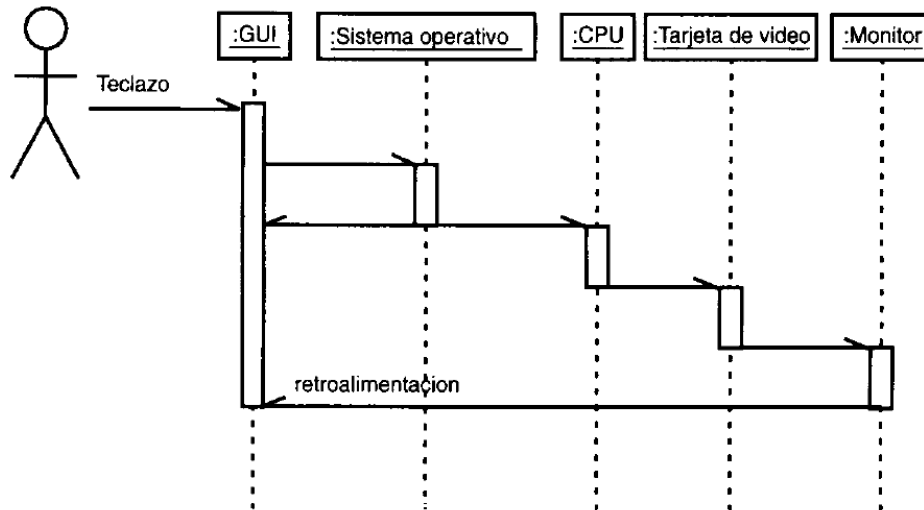 :GUI
:Sistema operativo
:CPU
:Tarjeta de video
:Monitor
Teclazo
retroalimentacion